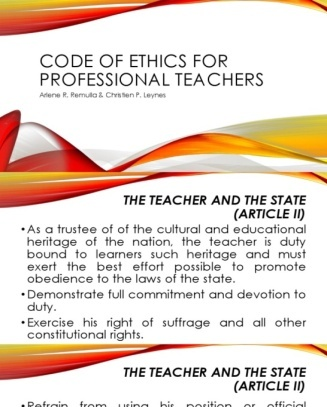 CODE OF ETHICS FOR
PROFESSIONAL TEACHERS
Arlene R. Remulla & Christien P. Leynes
THE TEACHER AND THE STATE
(ARTICLE II)
•As a trustee of of the cultural and educational
heritage of the nation, the teacher is duty
bound to learners such heritage and must
exert the best effort possible to promote
obedience to the laws of the state.
•Demonstrate full commitment and devotion to
duty.
•Exercise his right of suffrage and all other
constitutional rights.
THE TEACHER AND THE STATE
(ARTICLE II)
•Refrain from using his position or official